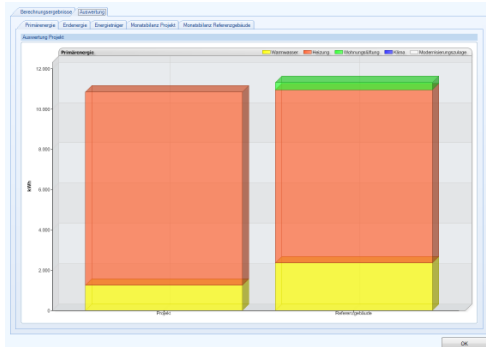 Berechnungsergebnisse Auswertung
Primärenergie Endenergie Energieträger Monatsbilanz Projekt Monatsbilanz Referenzgebäude
Auswertung Projekt
Primärenergie, Warmwasser Heizung Wohnungslüftung Klima Modernisierungszulage
12.000
10.000
8.000
kWh
6.000
4.000
2.000
0
Projekt Referenzgebäude
OK